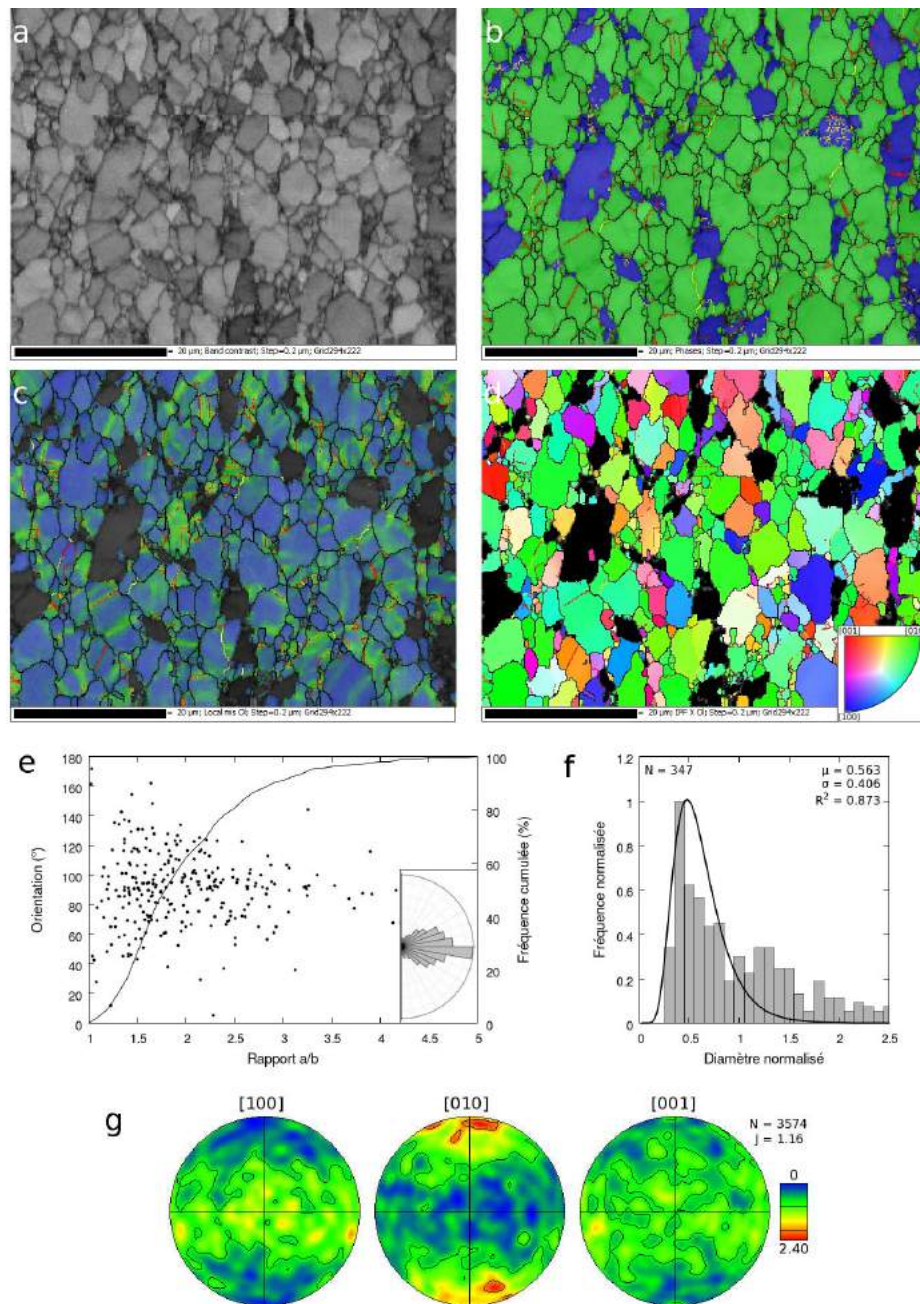 a
b
20 µm; Band contrast; Step=0.2 µm; Grid294x222
20 µm; Phases; Step=0.2 µm; Grid294x222
c
d
[001]
[100]
20 µm; Local mis Ol; Step=0.2 µm; Grid294x222
20 µm; IPF X Ol; Step=0.2 µm; Grid294x222
e
180
160
140
120
100
80
60
40
20
0
Orientation (°)
1.0
1.5
2
2.5
3
3.5
4
4.5
5
Rapport a/b
100
80
60
40
20
0
Fréquence cumulée (%)
f
N = 347
µ = 0.563
σ = 0.406
R² = 0.873
1.2
1
0.8
0.6
0.4
0.2
0
Fréquence normalisée
0
0.5
1
1.5
2
2.5
Diamètre normalisé
g
[100]
[010]
[001]
N = 3574
J = 1.16
0
2.40